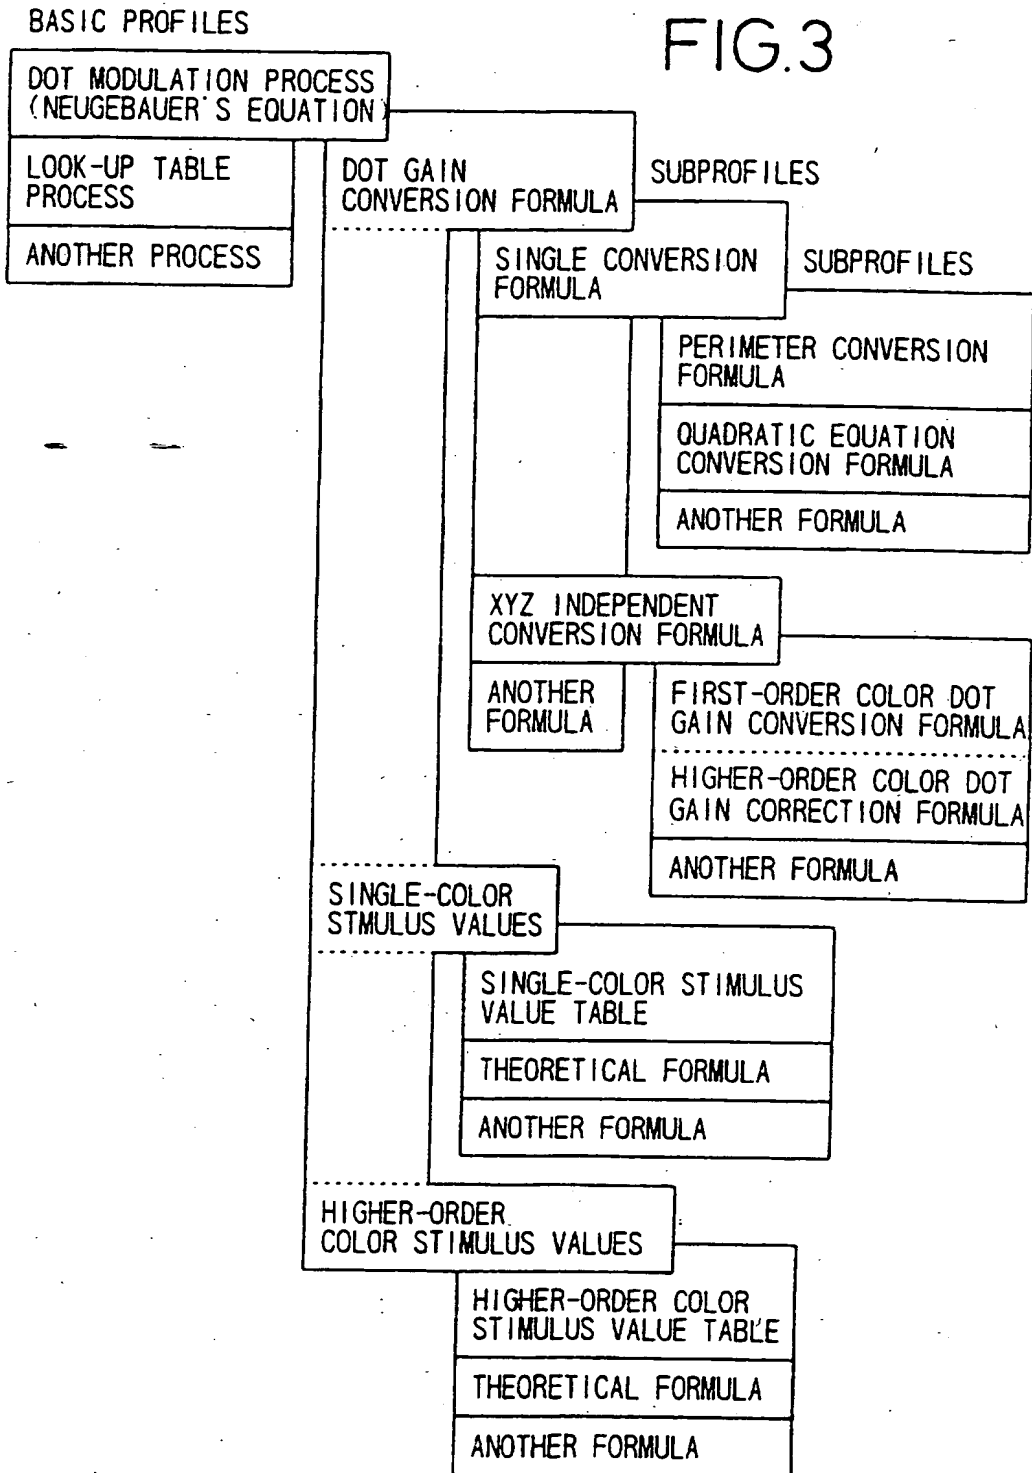 BASIC PROFILES
FIG.3
DOT MODULATION PROCESS
(NEUGEBAUER'S EQUATION)
LOOK-UP TABLE
PROCESS
ANOTHER PROCESS
DOT GAIN
CONVERSION FORMULA
SUBPROFILES
SINGLE CONVERSION
FORMULA
SUBPROFILES
PERIMETER CONVERSION
FORMULA
QUADRATIC EQUATION
CONVERSION FORMULA
ANOTHER FORMULA
XYZ INDEPENDENT
CONVERSION FORMULA
ANOTHER
FORMULA
FIRST-ORDER COLOR DOT
GAIN CONVERSION FORMULA
HIGHER-ORDER COLOR DOT
GAIN CORRECTION FORMULA
ANOTHER FORMULA
SINGLE-COLOR
STMULUS VALUES
SINGLE-COLOR STIMULUS
VALUE TABLE
THEORETICAL FORMULA
ANOTHER FORMULA
HIGHER-ORDER
COLOR STIMULUS VALUES
HIGHER-ORDER COLOR
STIMULUS VALUE TABLE
THEORETICAL FORMULA
ANOTHER FORMULA